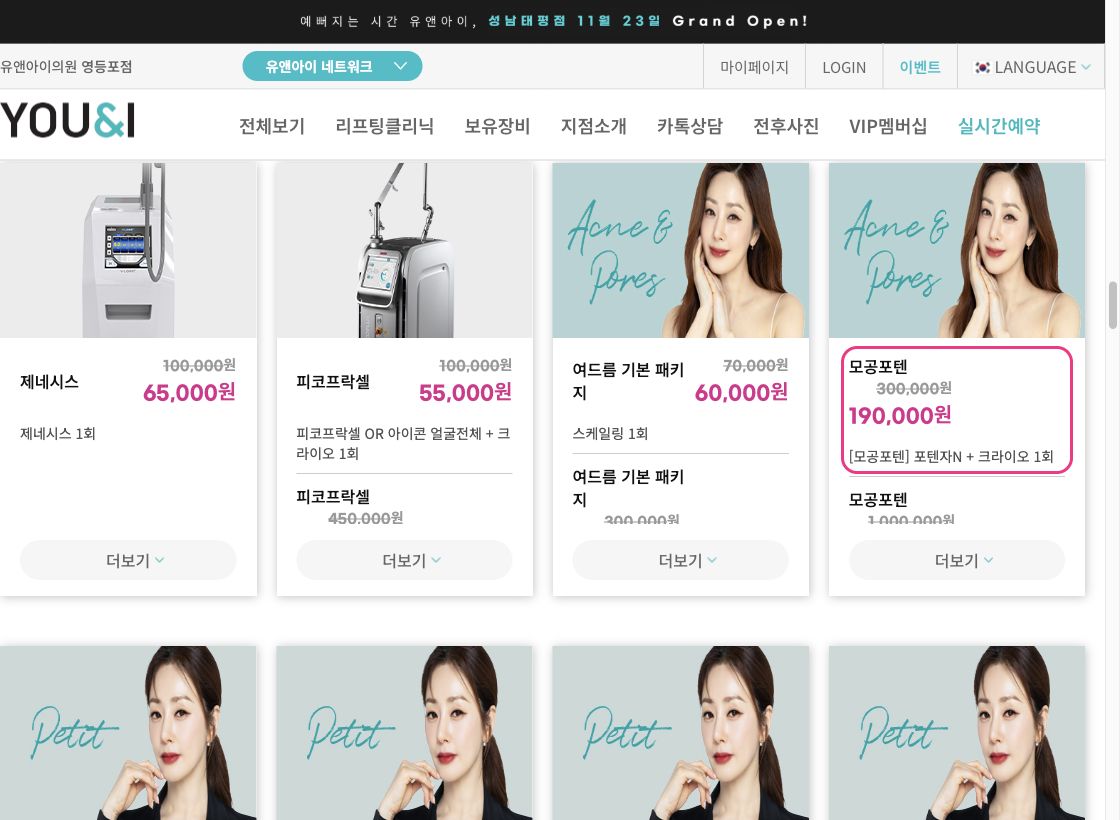 예뻐지는 시간 유앤아이, 성남태평점 11월 23일 Grand Open!
유앤아이의원 영등포점
유앤아이 네트워크
마이페이지
LOGIN
이벤트
LANGUAGE
YOU&I
전체보기
리프팅클리닉
보유장비
지점소개
카톡상담
전후사진
VIP멤버십
실시간예약
Acne &
Pores
Acne &
Pores
제네시스
100,000원
65,000원
제네시스 1회
더보기
피코프락셀
100,000원
55,000원
피코프락셀 OR 아이콘 얼굴전체 + 크
라이오 1회
피코프락셀
450,000원
더보기
여드름 기본 패키
지
70,000원
60,000원
스케일링 1회
여드름 기본 패키
지
300,000원
더보기
모공포텐
300,000원
190,000원
[모공포텐] 포텐자N + 크라이오 1회
모공포텐
1,000,000원
더보기
Petit
Petit
Petit
Petit